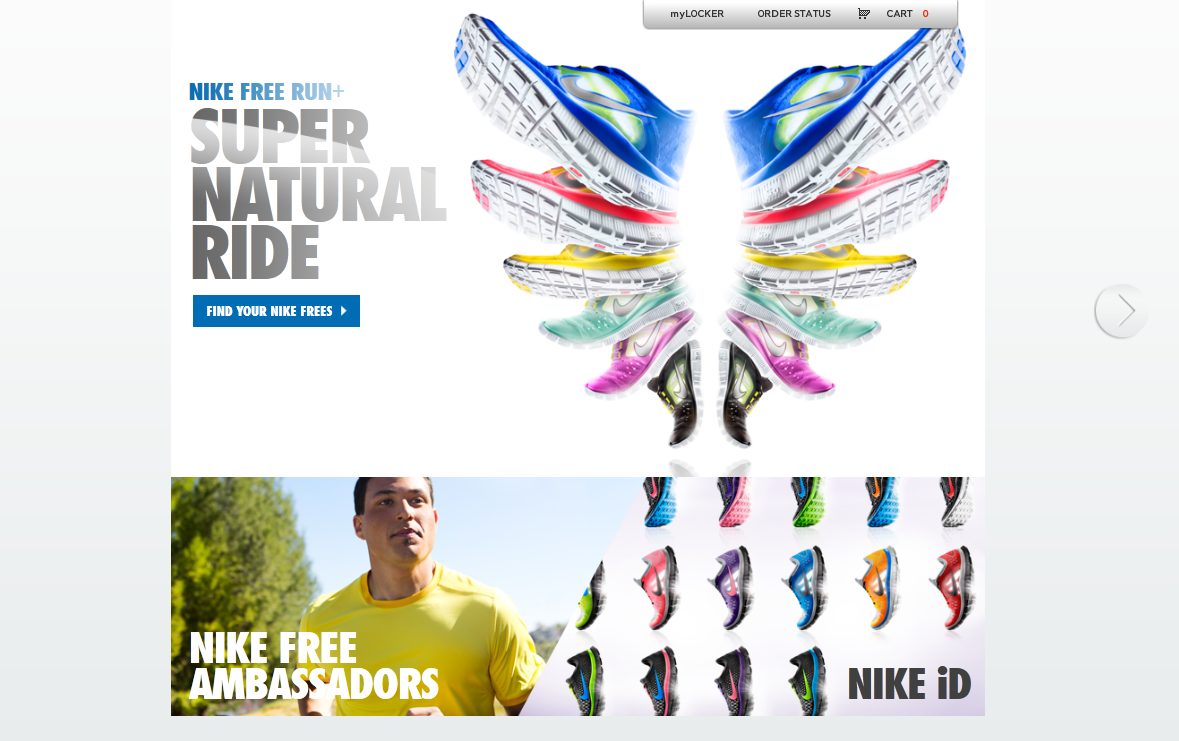 myLOCKER ORDER STATUS CART 0
NIKE FREE RUN+
SUPER
NATURAL
RIDE
FIND YOUR NIKE FREES
NIKE FREE
AMBASSADORS
NIKE iD